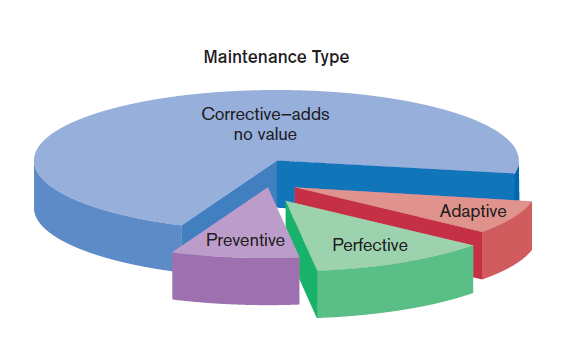 Maintenance Type
Corrective–adds
no value
Adaptive
Preventive
Perfective